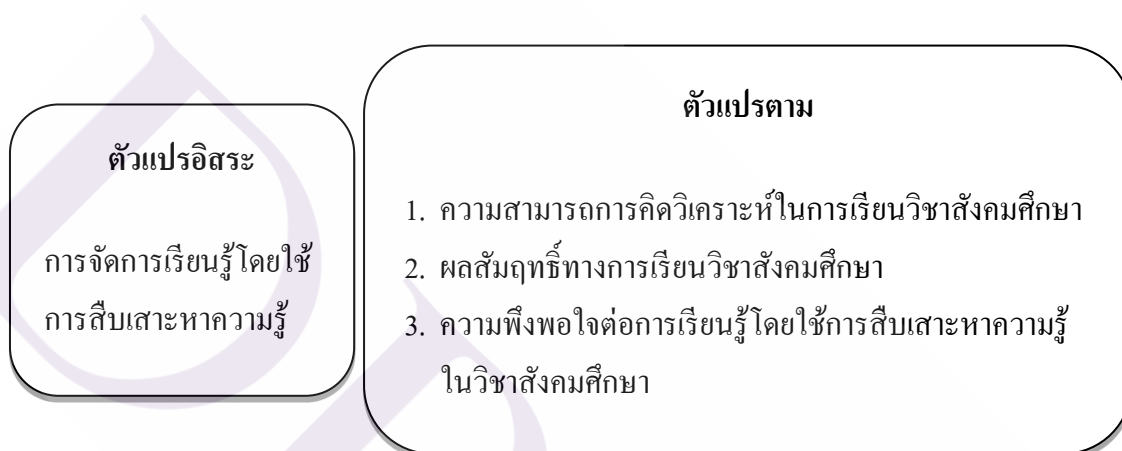 ตัวแปรอิสระ
การจัดการเรียนรู้โดยใช้
การสืบเสาะหาความรู้
ตัวแปรตาม
1. ความสามารถการคิดวิเคราะห์ในการเรียนวิชาสังคมศึกษา
2. ผลสัมฤทธิ์ทางการเรียนวิชาสังคมศึกษา
3. ความพึงพอใจต่อการเรียนรู้โดยใช้การสืบเสาะหาความรู้
ในวิชาสังคมศึกษา